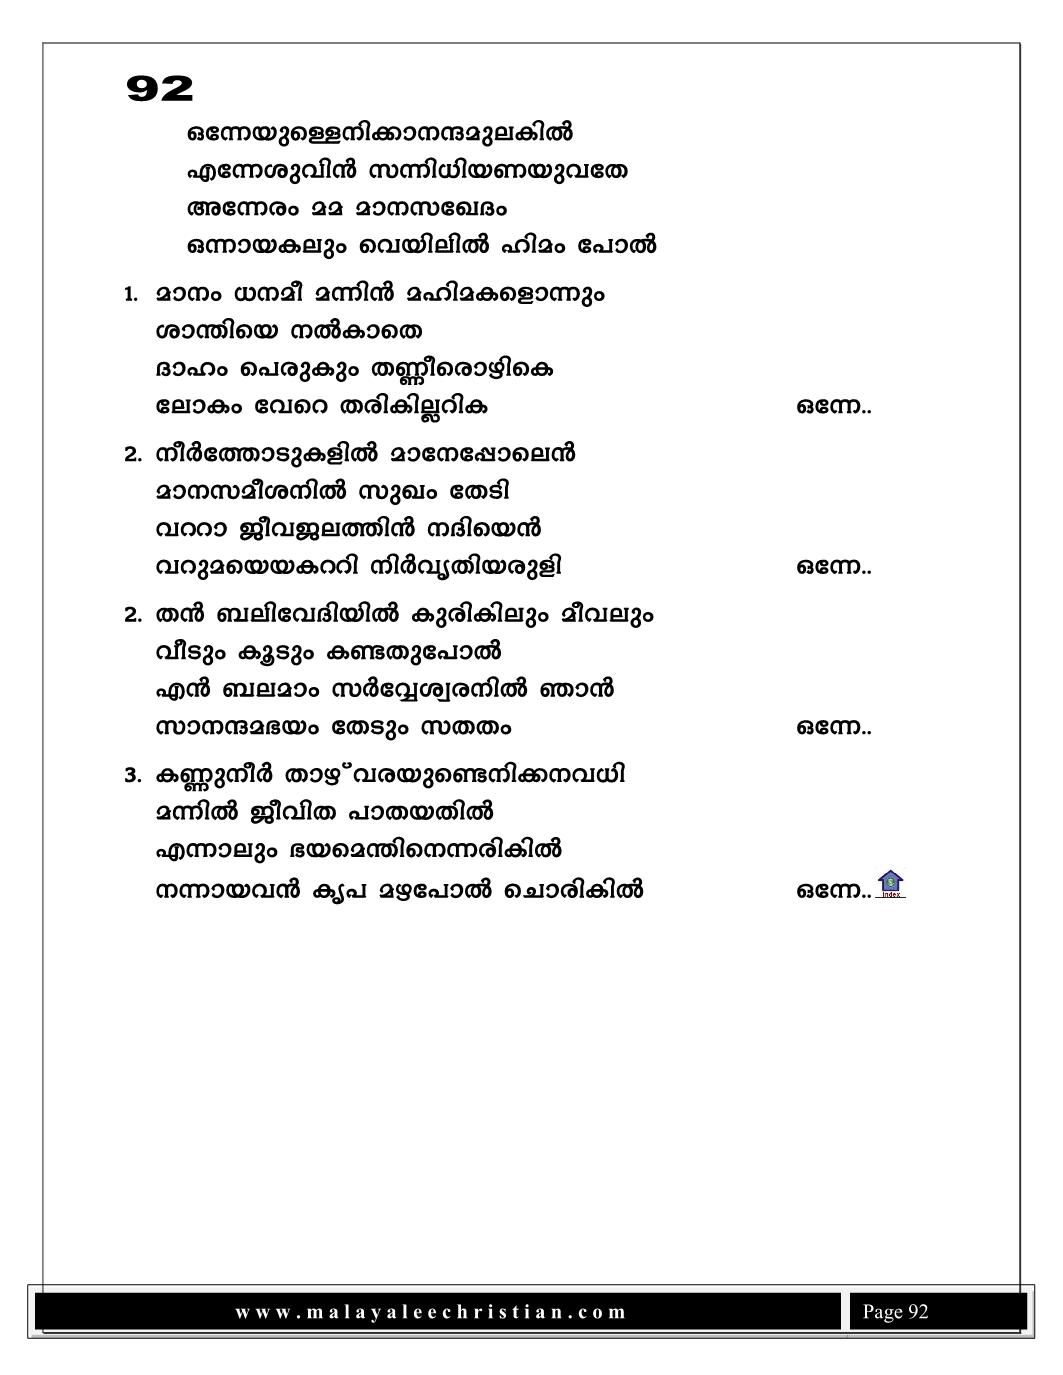 92
ഒന്നേയുള്ളെനിക്കാനന്ദമുലകിൽ
എന്നേശുവിൻ സന്നിധിയണയുവതേ
അന്നേരം മമ മാനസഖേദം
ഒന്നായകലും വെയിലിൽ ഹിമം പോൽ
1. മാനം ധനമീ മന്നിൻ മഹിമകളൊന്നും
ശാന്തിയെ നൽകാതെ
ദാഹം പെരുകും തണ്ണീരൊഴികെ
ലോകം വേറെ തരികില്ലറിക ഒന്നേ..
2. നീർത്തോടുകളിൽ മാനേപ്പോലെൻ
മാനസമീശനിൽ സുഖം തേടി
വററാ ജീവജലത്തിൻ നദിയെൻ
വറുമയെയകററി നിർവൃതിയരുളി ഒന്നേ..
2. തൻ ബലിവേദിയിൽ കുരികിലും മീവലും
വീടും കൂടും കണ്ടതുപോൽ
എൻ ബലമാം സർവ്വേശ്വരനിൽ ഞാൻ
സാനന്ദമഭയം തേടും സതതം ഒന്നേ..
3. കണ്ണുനീർ താഴ്‌വരയുണ്ടെനിക്കനവധി
മന്നിൽ ജീവിത പാതയതിൽ
എന്നാലും ഭയമെന്തിനെന്നരികിൽ
നന്നായവൻ കൃപ മഴപോൽ ചൊരികിൽ ഒന്നേ.. Index
www.malayaleechristian.com Page 92